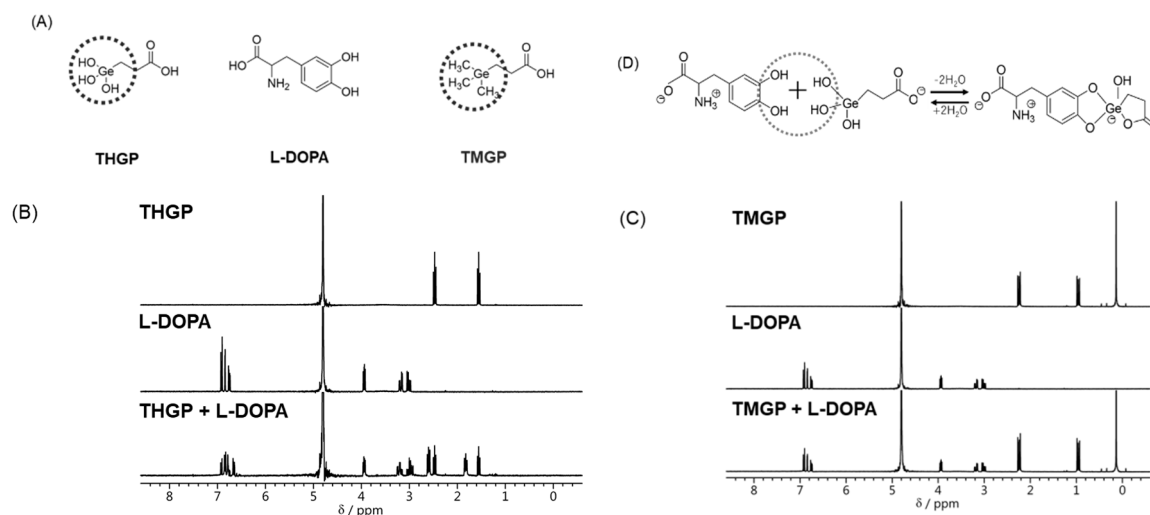 (A)
HO
HO
Ge
OH
O
OH
THGP
O
HO
NH2
OH
OH
L-DOPA
H3C
H3C
Ge
CH3
O
OH
TMGP
(D)
O
O
⊖
NH3
⊕
OH
OH
+
HO
HO
Ge
OH
O
O
⊖
-2H2O
+2H2O
O
O
⊖
NH3
⊕
O
O
OH
Ge
⊖
O
(B)
THGP
L-DOPA
THGP + L-DOPA
8 7 6 5 4 3 2 1 0
δ / ppm
(C)
TMGP
L-DOPA
TMGP + L-DOPA
8 7 6 5 4 3 2 1 0
δ / ppm